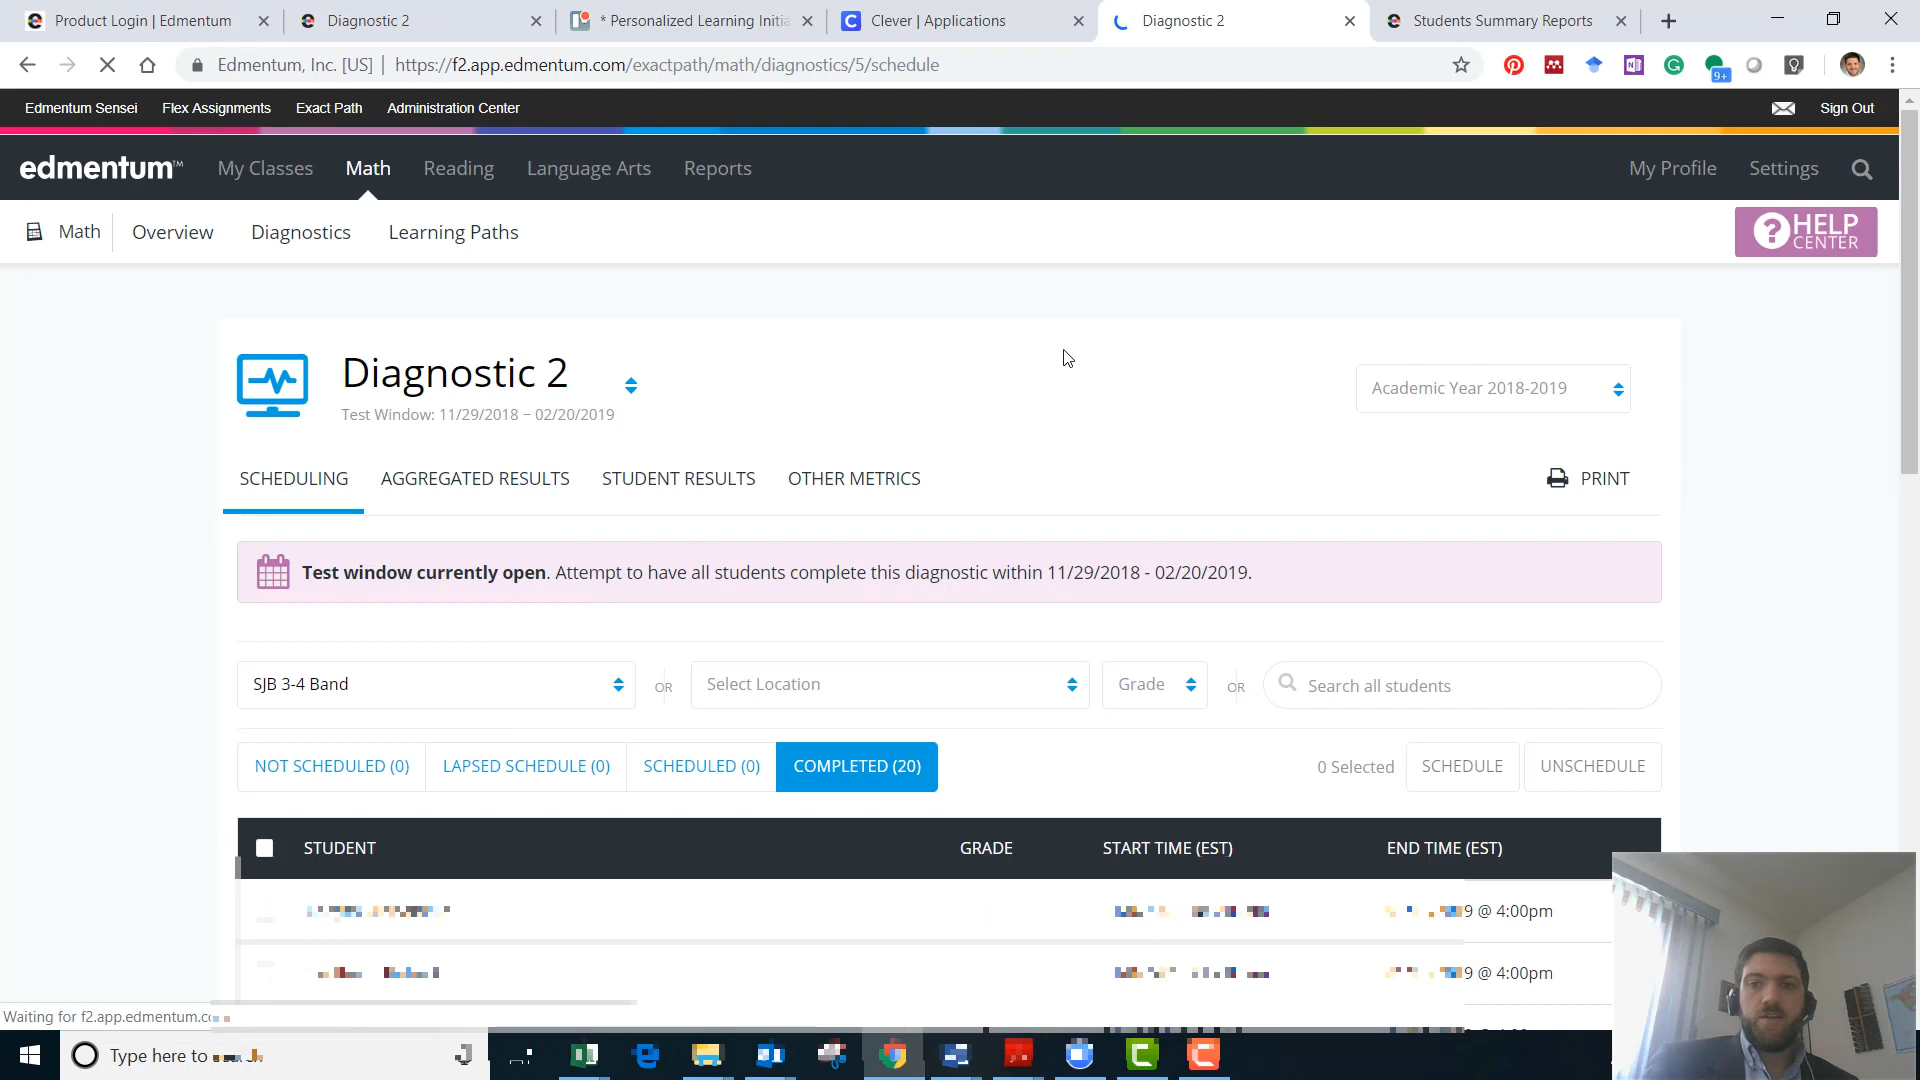 Product Login | Edmentum
Diagnostic 2
* Personalized Learning Initia
Clever | Applications
Diagnostic 2
Students Summary Reports
Edmentum, Inc. [US] | https://f2.app.edmentum.com/exactpath/math/diagnostics/5/schedule
9+
Edmentum Sensei Flex Assignments Exact Path Administration Center Sign Out
edmentum™ My Classes Math Reading Language Arts Reports My Profile Settings
Math Overview Diagnostics Learning Paths
? HELP
CENTER
Diagnostic 2
Academic Year 2018-2019
Test Window: 11/29/2018 – 02/20/2019
SCHEDULING AGGREGATED RESULTS STUDENT RESULTS OTHER METRICS PRINT
Test window currently open. Attempt to have all students complete this diagnostic within 11/29/2018 - 02/20/2019.
SJB 3-4 Band OR Select Location Grade OR Search all students
NOT SCHEDULED (0) LAPSED SCHEDULE (0) SCHEDULED (0) COMPLETED (20) 0 Selected SCHEDULE UNSCHEDULE
STUDENT GRADE START TIME (EST) END TIME (EST)
9 @ 4:00pm
9 @ 4:00pm
Waiting for f2.app.edmentum.co
Type here to